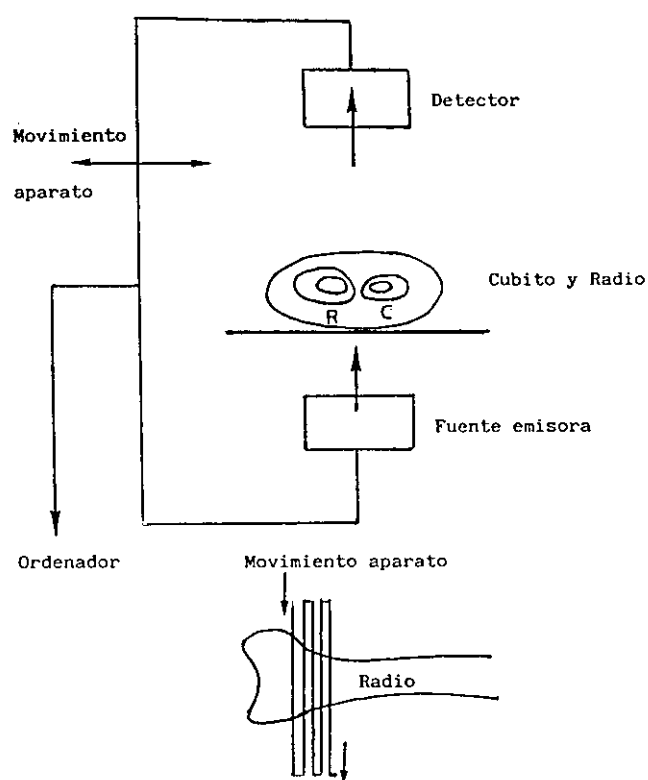 Detector
Movimiento
aparato
Cubito y Radio
R C
Fuente emisora
Ordenador
Movimiento aparato
Radio